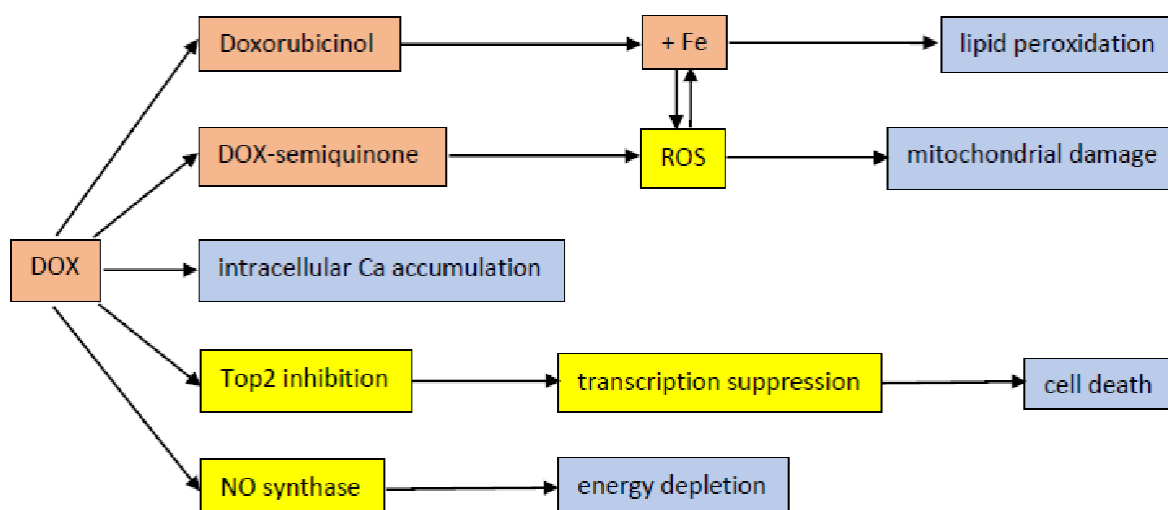 Doxorubicinol
+ Fe
lipid peroxidation
DOX-semiquinone
ROS
mitochondrial damage
DOX
intracellular Ca accumulation
Top2 inhibition
transcription suppression
cell death
NO synthase
energy depletion